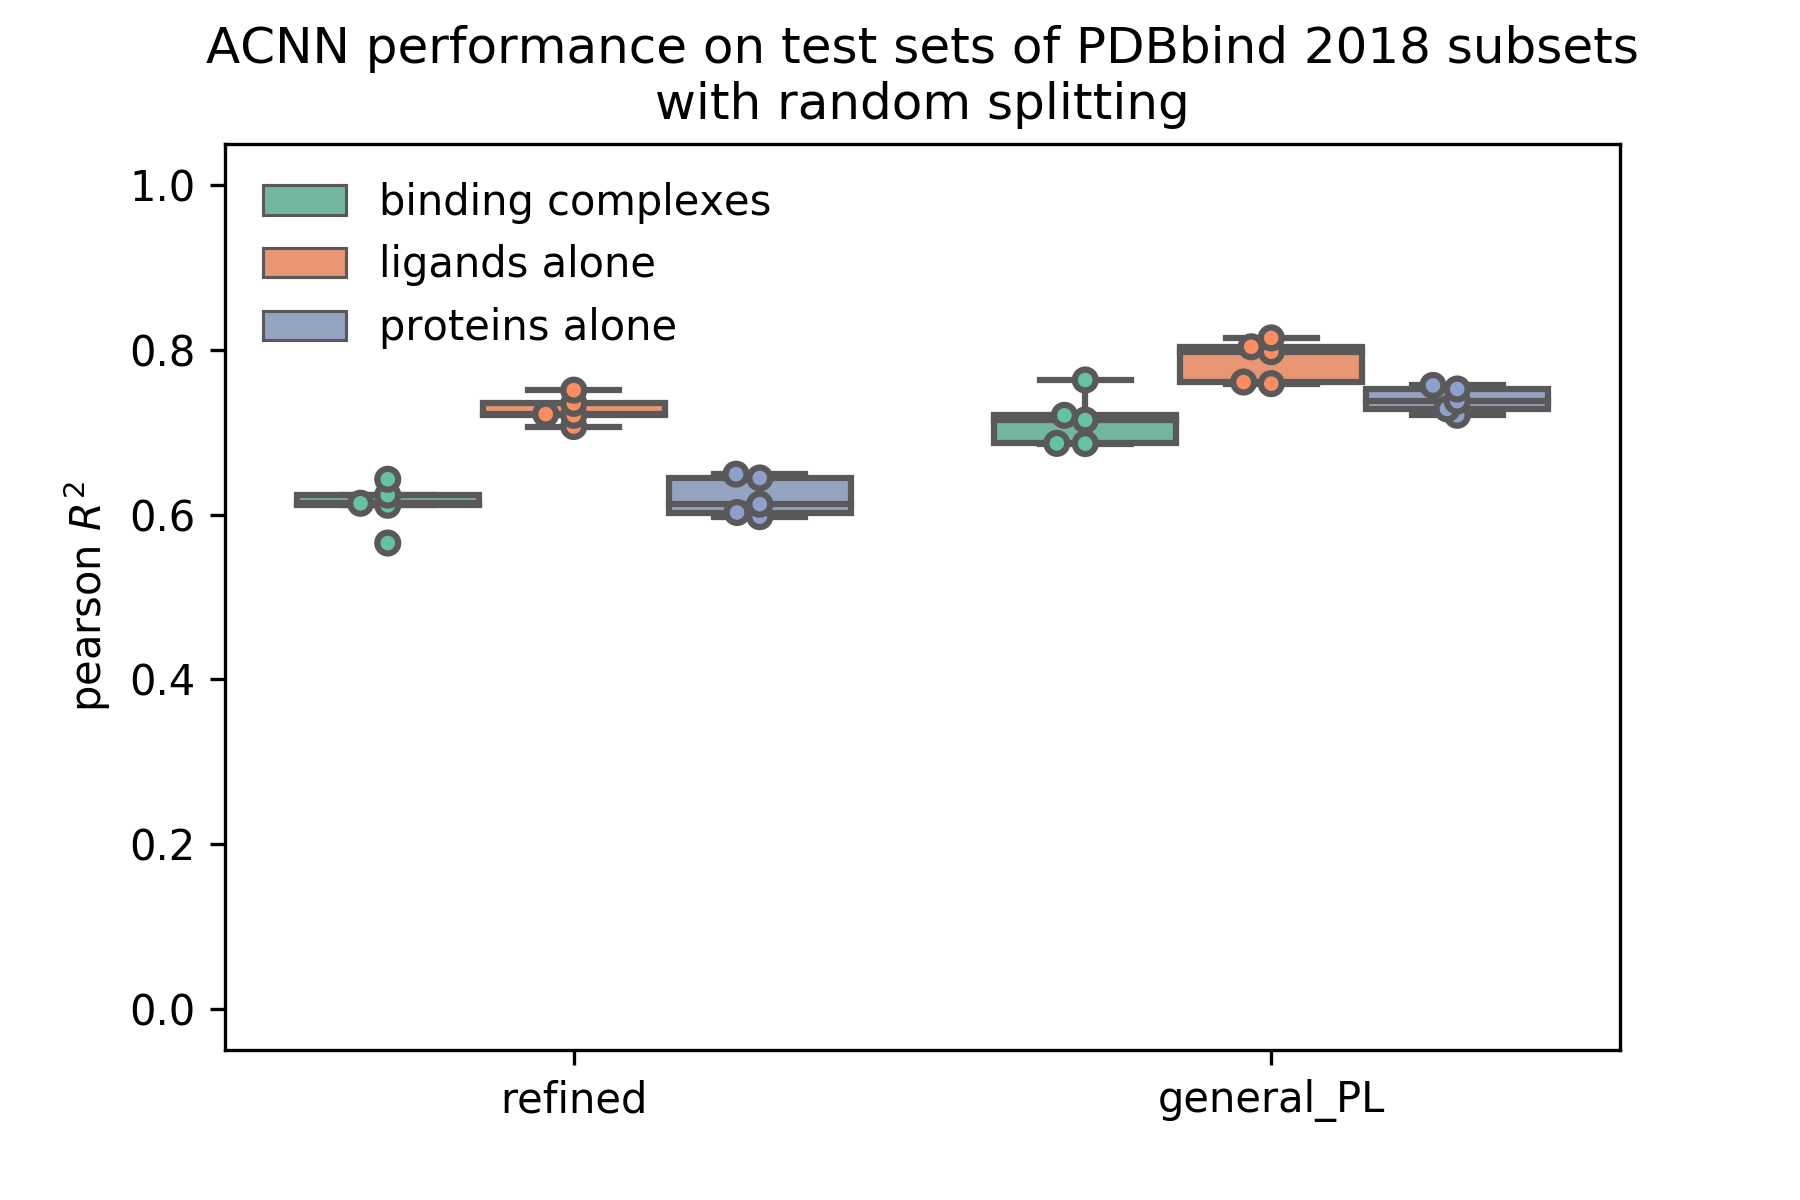 ACNN performance on test sets of PDBbind 2018 subsets
with random splitting
binding complexes
ligands alone
proteins alone
1.0
0.8
0.6
0.4
0.2
0.0
pearson R²
refined
general_PL